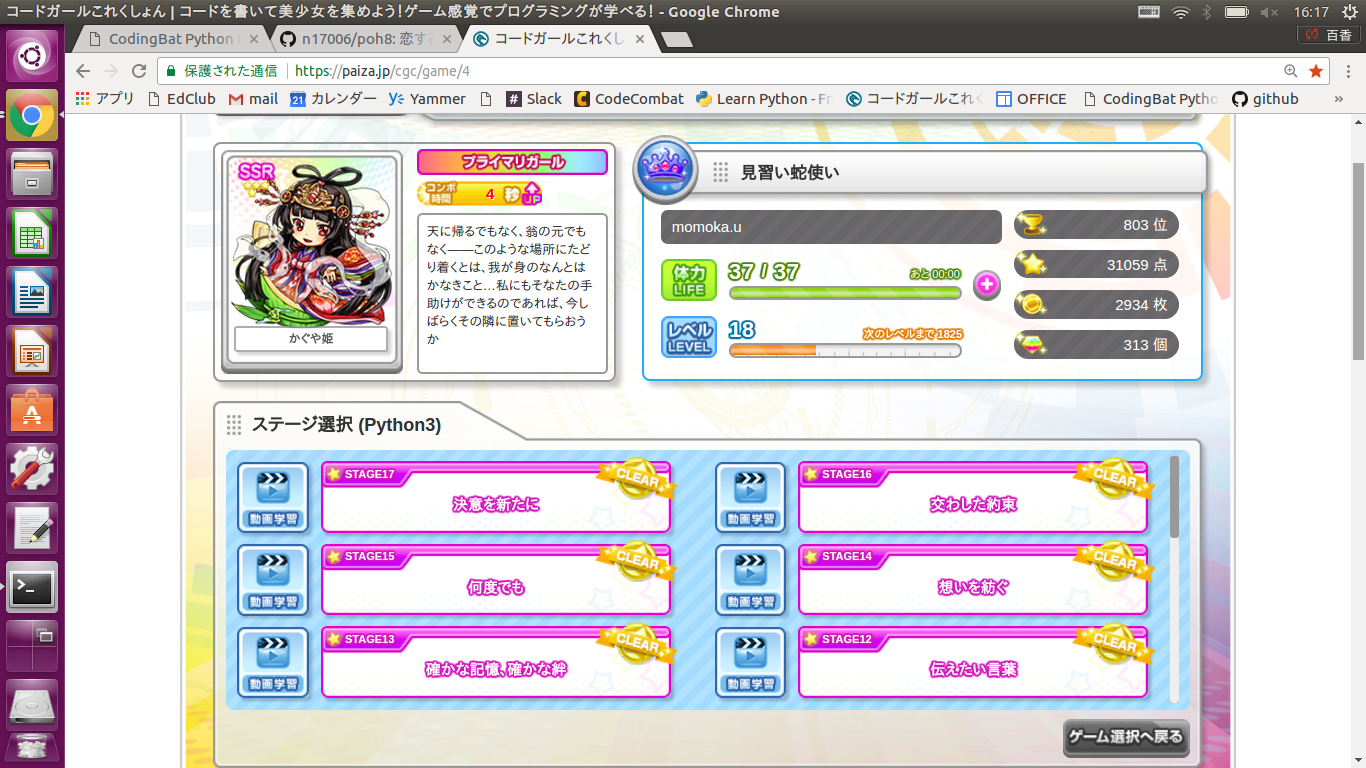 コードガールこれくしょん | コードを書いて美少女を集めよう!ゲーム感覚でプログラミングが学べる! - Google Chrome
16:17
百香
CodingBat Python
n17006/poh8: 恋する
コードガールこれくし
保護された通信
https://paiza.jp/cgc/game/4
アプリ
EdClub
mail
カレンダー
Yammer
Slack
CodeCombat
Learn Python - Fr
コードガールこれく
OFFICE
CodingBat Pytho
github
»
SSR
かぐや姫
プライマリガール
コンボ時間 4 秒 UP
天に帰るでもなく、翁の元でも
なく――このような場所にたど
り着くとは、我が身のなんとは
かなきこと…私にもそなたの手
助けができるのであれば、今し
ばらくその隣に置いてもらおう
か
見習い蛇使い
momoka.u
体力 LIFE
37 / 37
あと 00:00
レベル LEVEL
18
次のレベルまで 1825
803 位
31059 点
2934 枚
313 個
ステージ選択 (Python3)
動画学習
STAGE17
CLEAR
決意を新たに
動画学習
STAGE16
CLEAR
交わした約束
動画学習
STAGE15
CLEAR
何度でも
動画学習
STAGE14
CLEAR
想いを紡ぐ
動画学習
STAGE13
CLEAR
確かな記憶、確かな絆
動画学習
STAGE12
CLEAR
伝えたい言葉
ゲーム選択へ戻る